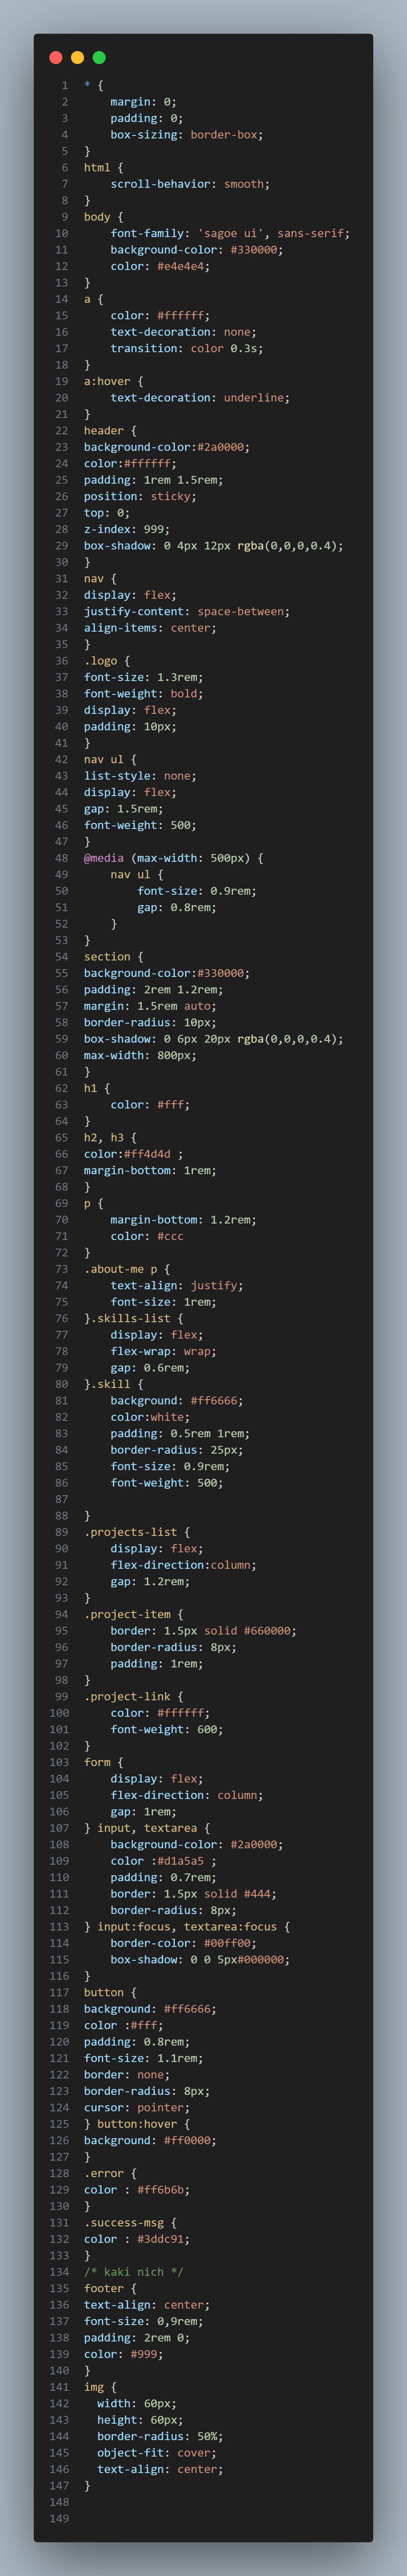 1 * {
2     margin: 0;
3     padding: 0;
4     box-sizing: border-box;
5 }
6 html {
7     scroll-behavior: smooth;
8 }
9 body {
10     font-family: 'sagoe ui', sans-serif;
11     background-color: #330000;
12     color: #e4e4e4;
13 }
14 a {
15     color: #ffffff;
16     text-decoration: none;
17     transition: color 0.3s;
18 }
19 a:hover {
20     text-decoration: underline;
21 }
22 header {
23 background-color:#2a0000;
24 color:#ffffff;
25 padding: 1rem 1.5rem;
26 position: sticky;
27 top: 0;
28 z-index: 999;
29 box-shadow: 0 4px 12px rgba(0,0,0,0.4);
30 }
31 nav {
32 display: flex;
33 justify-content: space-between;
34 align-items: center;
35 }
36 .logo {
37 font-size: 1.3rem;
38 font-weight: bold;
39 display: flex;
40 padding: 10px;
41 }
42 nav ul {
43 list-style: none;
44 display: flex;
45 gap: 1.5rem;
46 font-weight: 500;
47 }
48 @media (max-width: 500px) {
49     nav ul {
50         font-size: 0.9rem;
51         gap: 0.8rem;
52     }
53 }
54 section {
55 background-color:#330000;
56 padding: 2rem 1.2rem;
57 margin: 1.5rem auto;
58 border-radius: 10px;
59 box-shadow: 0 6px 20px rgba(0,0,0,0.4);
60 max-width: 800px;
61 }
62 h1 {
63     color: #fff;
64 }
65 h2, h3 {
66 color:#ff4d4d ;
67 margin-bottom: 1rem;
68 }
69 p {
70     margin-bottom: 1.2rem;
71     color: #ccc
72 }
73 .about-me p {
74     text-align: justify;
75     font-size: 1rem;
76 }.skills-list {
77     display: flex;
78     flex-wrap: wrap;
79     gap: 0.6rem;
80 }.skill {
81     background: #ff6666;
82     color:white;
83     padding: 0.5rem 1rem;
84     border-radius: 25px;
85     font-size: 0.9rem;
86     font-weight: 500;
87
88 }
89 .projects-list {
90     display: flex;
91     flex-direction:column;
92     gap: 1.2rem;
93 }
94 .project-item {
95     border: 1.5px solid #660000;
96     border-radius: 8px;
97     padding: 1rem;
98 }
99 .project-link {
100     color: #ffffff;
101     font-weight: 600;
102 }
103 form {
104     display: flex;
105     flex-direction: column;
106     gap: 1rem;
107 } input, textarea {
108     background-color: #2a0000;
109     color :#d1a5a5 ;
110     padding: 0.7rem;
111     border: 1.5px solid #444;
112     border-radius: 8px;
113 } input:focus, textarea:focus {
114     border-color: #00ff00;
115     box-shadow: 0 0 5px#000000;
116 }
117 button {
118 background: #ff6666;
119 color :#fff;
120 padding: 0.8rem;
121 font-size: 1.1rem;
122 border: none;
123 border-radius: 8px;
124 cursor: pointer;
125 } button:hover {
126 background: #ff0000;
127 }
128 .error {
129 color : #ff6b6b;
130 }
131 .success-msg {
132 color : #3ddc91;
133 }
134 /* kaki nich */
135 footer {
136 text-align: center;
137 font-size: 0,9rem;
138 padding: 2rem 0;
139 color: #999;
140 }
141 img {
142   width: 60px;
143   height: 60px;
144   border-radius: 50%;
145   object-fit: cover;
146   text-align: center;
147 }
148
149